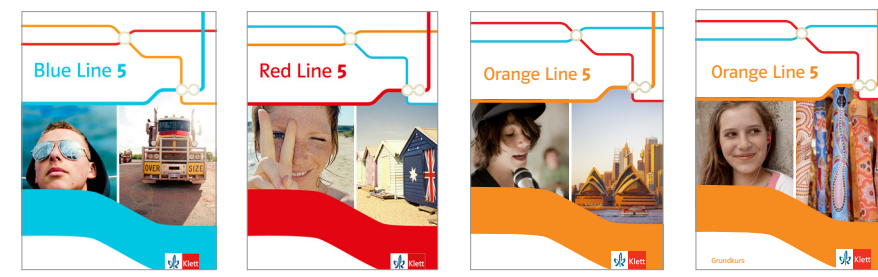 Blue Line 5
OVER SIZE
Klett
Red Line 5
Klett
Orange Line 5
Klett
Orange Line 5
Grundkurs
Klett